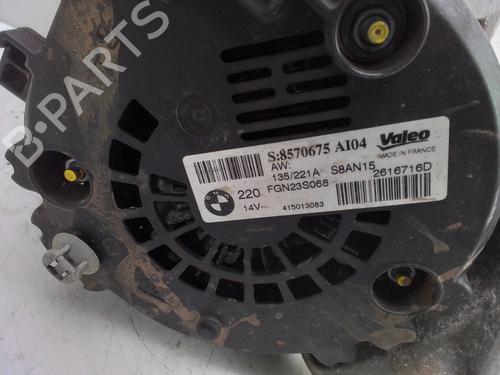 B-PARTS
S:8570675 AI04
Valeo
MADE IN FRANCE
AW:
135/221A S8AN15
2616716D
220 FGN23S068
14V⎓ 415013083